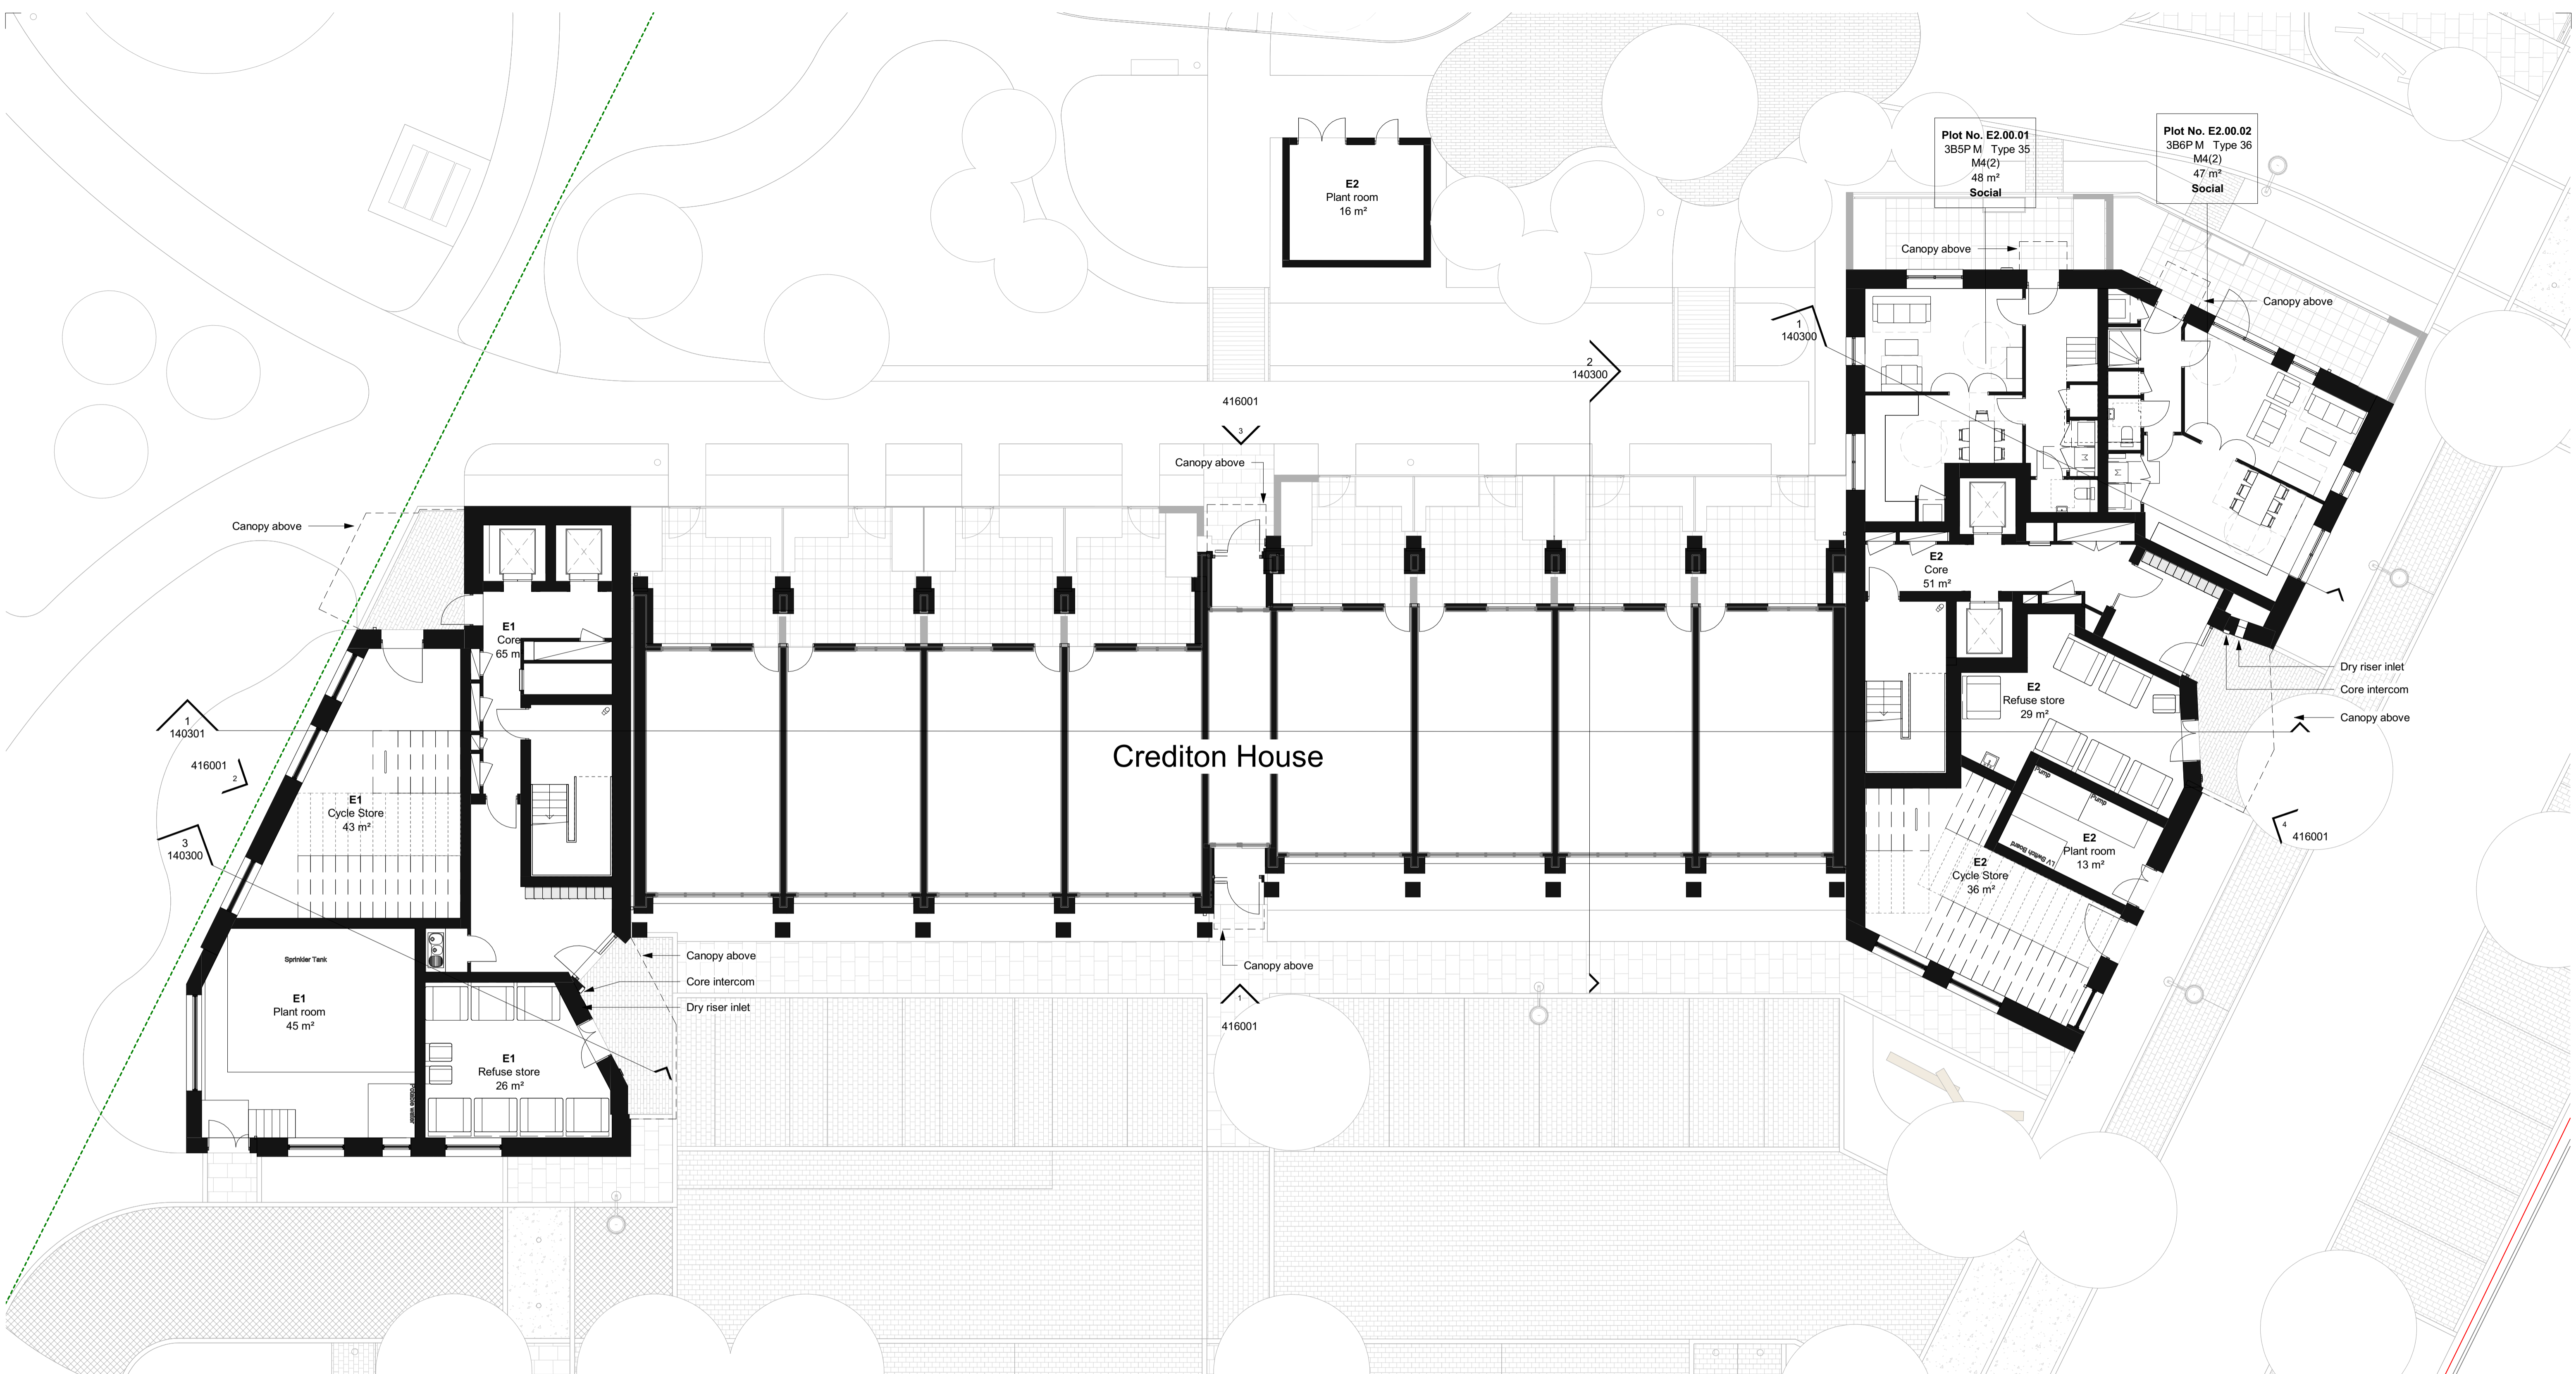 Plot No. E2.00.01
3B5P M Type 35
M4(2)
48 m²
Social
Plot No. E2.00.02
3B6P M Type 36
M4(2)
47 m²
Social
E2
Plant room
16 m²
Canopy above
Canopy above
1
140300
2
140300
416001
3
Canopy above
Canopy above
M
M
E2
Core
51 m²
E1
Core
65 m
Dry riser inlet
Core intercom
Canopy above
E2
Refuse store
29 m²
1
140301
416001
2
Crediton House
Pump
Pump
LV Switch Board
E2
Plant room
13 m²
E2
Cycle Store
36 m²
4
416001
E1
Cycle Store
43 m²
3
140300
Sprinkler Tank
E1
Plant room
45 m²
Potable water
Canopy above
Core intercom
Dry riser inlet
Canopy above
1
416001
E1
Refuse store
26 m²